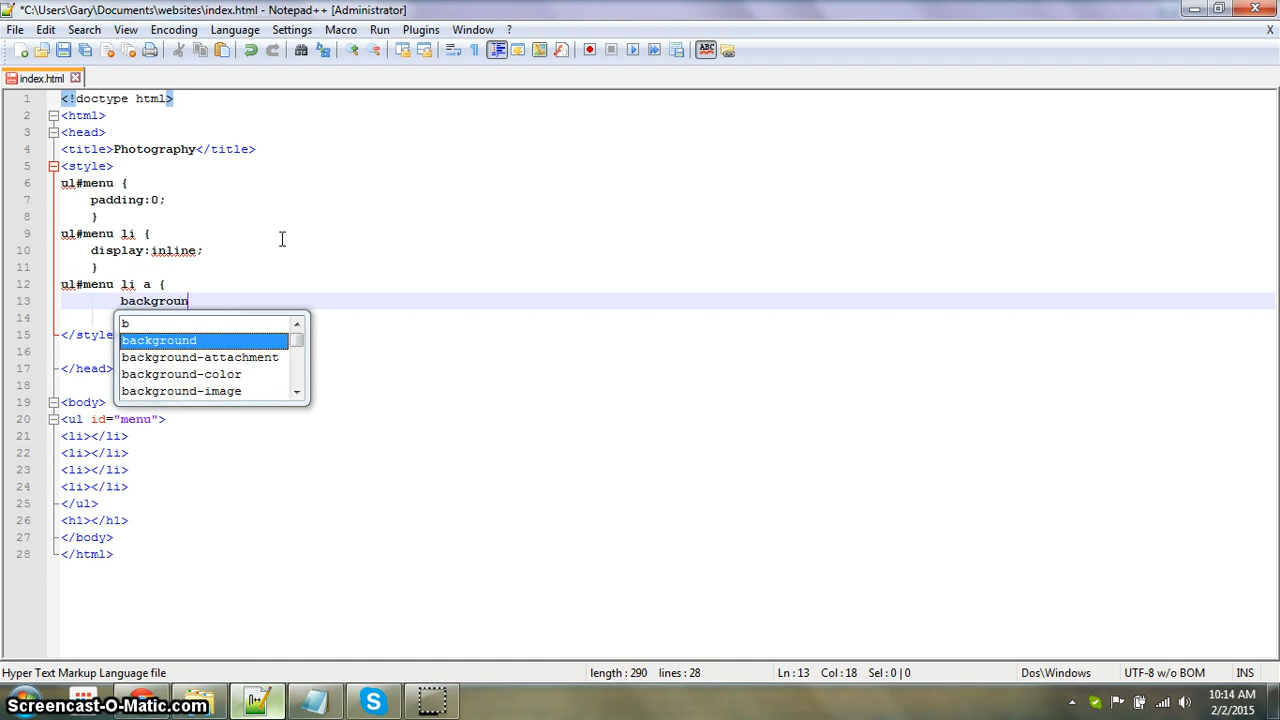 *C:\Users\Gary\Documents\websites\index.html - Notepad++ [Administrator]
File Edit Search View Encoding Language Settings Macro Run Plugins Window ? X
ABC
index.html
1 <!doctype html>
2 <html>
3 <head>
4 <title>Photography</title>
5 <style>
6 ul#menu {
7 padding:0;
8 }
9 ul#menu li {
10 display:inline;
11 }
12 ul#menu li a {
13 backgroun
14
b
15 </style
background
16
background-attachment
17 </head>
background-color
18
background-image
19 <body>
20 <ul id="menu">
21 <li></li>
22 <li></li>
23 <li></li>
24 <li></li>
25 </ul>
26 <h1></h1>
27 </body>
28 </html>
Hyper Text Markup Language file length : 290 lines : 28 Ln : 13 Col : 18 Sel : 0 | 0 Dos\Windows UTF-8 w/o BOM INS
Screencast-O-Matic.com
10:14 AM
2/2/2015